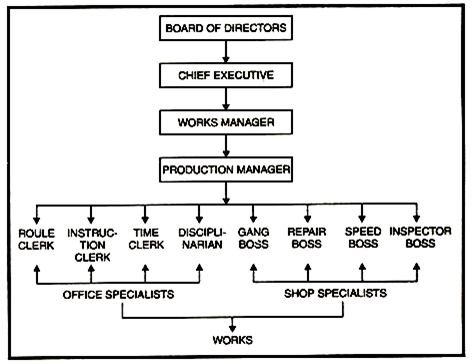 BOARD OF DIRECTORS
CHIEF EXECUTIVE
WORKS MANAGER
PRODUCTION MANAGER
ROULE CLERK
INSTRUC-TION CLERK
TIME CLERK
DISCIPLI-NARIAN
GANG BOSS
REPAIR BOSS
SPEED BOSS
INSPECTOR BOSS
OFFICE SPECIALISTS
SHOP SPECIALISTS
WORKS